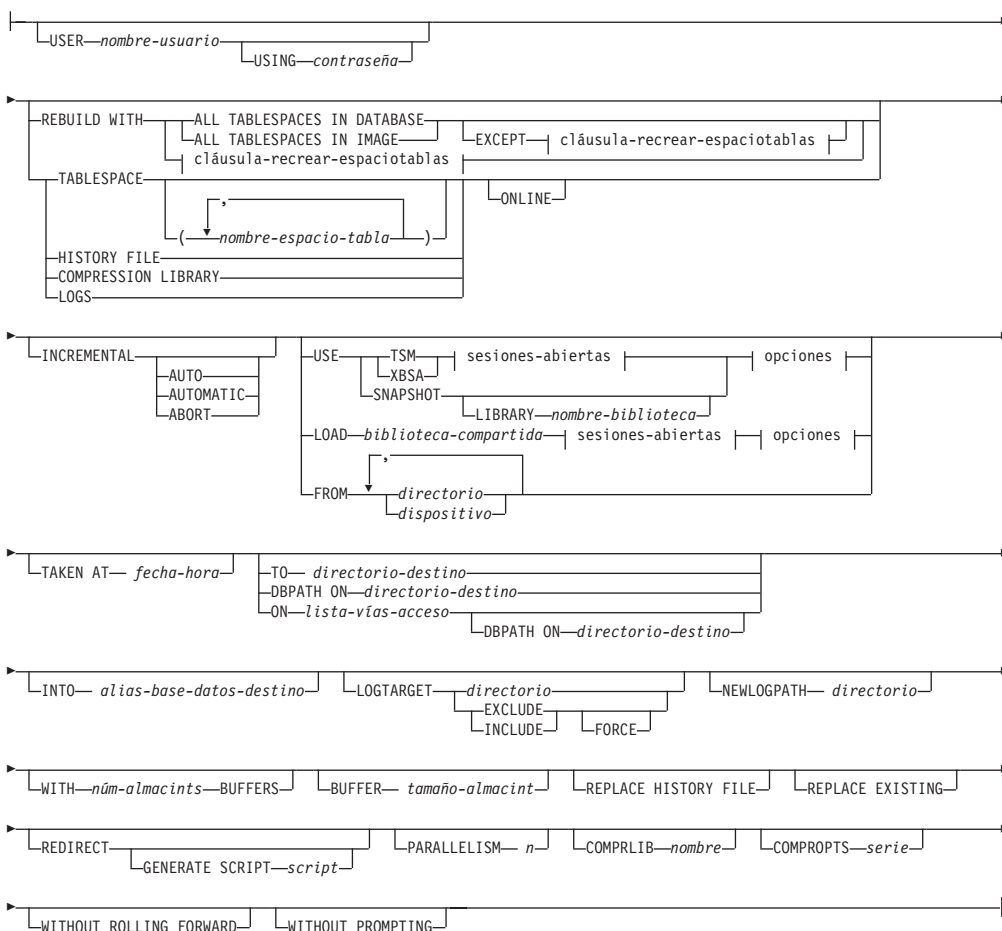 USER nombre-usuario
USING contraseña
REBUILD WITH ALL TABLESPACES IN DATABASE
ALL TABLESPACES IN IMAGE EXCEPT cláusula-recrear-espaciotablas
cláusula-recrear-espaciotablas
TABLESPACE
ONLINE
,
( nombre-espacio-tabla )
HISTORY FILE
COMPRESSION LIBRARY
LOGS
INCREMENTAL USE TSM sesiones-abiertas opciones
AUTO XBSA
AUTOMATIC SNAPSHOT
ABORT LIBRARY nombre-biblioteca
LOAD biblioteca-compartida sesiones-abiertas opciones
,
FROM directorio
dispositivo
TAKEN AT fecha-hora TO directorio-destino
DBPATH ON directorio-destino
ON lista-vías-acceso
DBPATH ON directorio-destino
INTO alias-base-datos-destino LOGTARGET directorio NEWLOGPATH directorio
EXCLUDE
INCLUDE FORCE
WITH núm-almacints BUFFERS BUFFER tamaño-almacint REPLACE HISTORY FILE REPLACE EXISTING
REDIRECT PARALLELISM n COMPRLIB nombre COMPROPTS serie
GENERATE SCRIPT script
WITHOUT ROLLING FORWARD WITHOUT PROMPTING